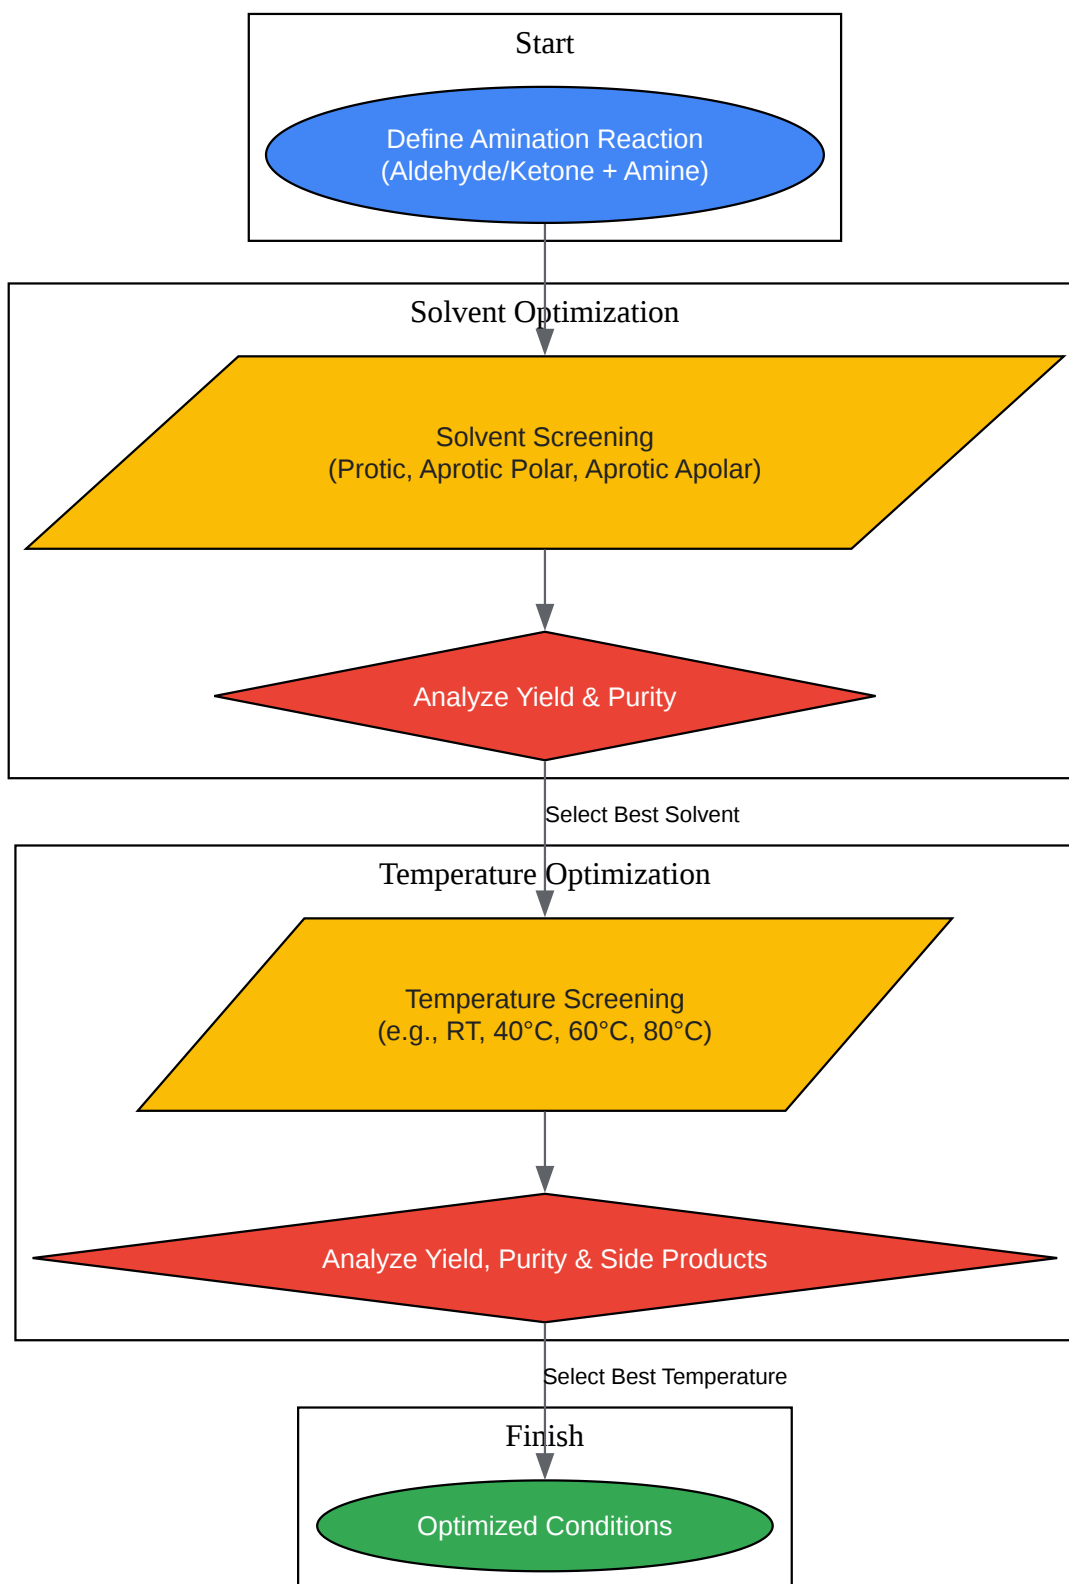 Start
Define Amination Reaction
(Aldehyde/Ketone + Amine)
Solvent Optimization
Solvent Screening
(Protic, Aprotic Polar, Aprotic Apolar)
Analyze Yield & Purity
Select Best Solvent
Temperature Optimization
Temperature Screening
(e.g., RT, 40°C, 60°C, 80°C)
Analyze Yield, Purity & Side Products
Select Best Temperature
Finish
Optimized Conditions